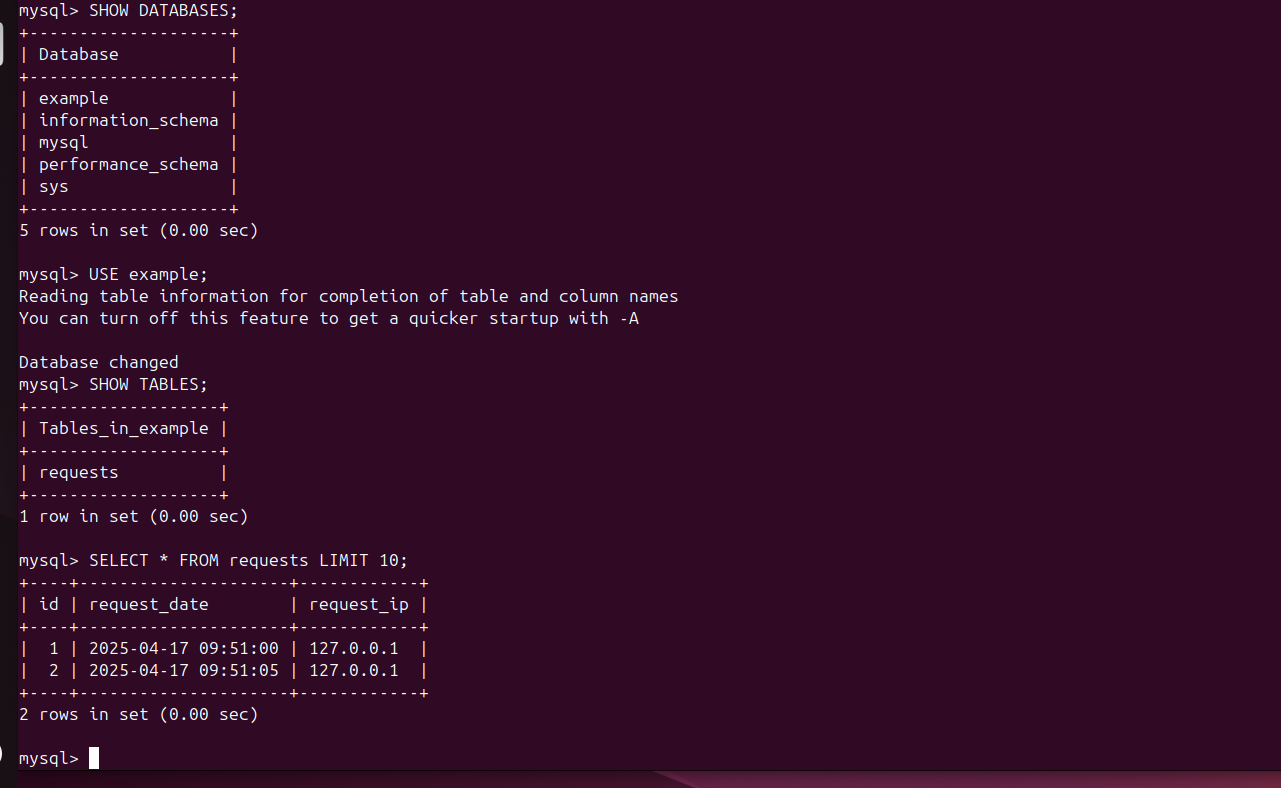 mysql> SHOW DATABASES;
+--------------------+
| Database           |
+--------------------+
| example            |
| information_schema |
| mysql              |
| performance_schema |
| sys                |
+--------------------+
5 rows in set (0.00 sec)
mysql> USE example;
Reading table information for completion of table and column names
You can turn off this feature to get a quicker startup with -A
Database changed
mysql> SHOW TABLES;
+-------------------+
| Tables_in_example |
+-------------------+
| requests          |
+-------------------+
1 row in set (0.00 sec)
mysql> SELECT * FROM requests LIMIT 10;
+----+---------------------+------------+
| id | request_date        | request_ip |
+----+---------------------+------------+
|  1 | 2025-04-17 09:51:00 | 127.0.0.1  |
|  2 | 2025-04-17 09:51:05 | 127.0.0.1  |
+----+---------------------+------------+
2 rows in set (0.00 sec)
mysql>